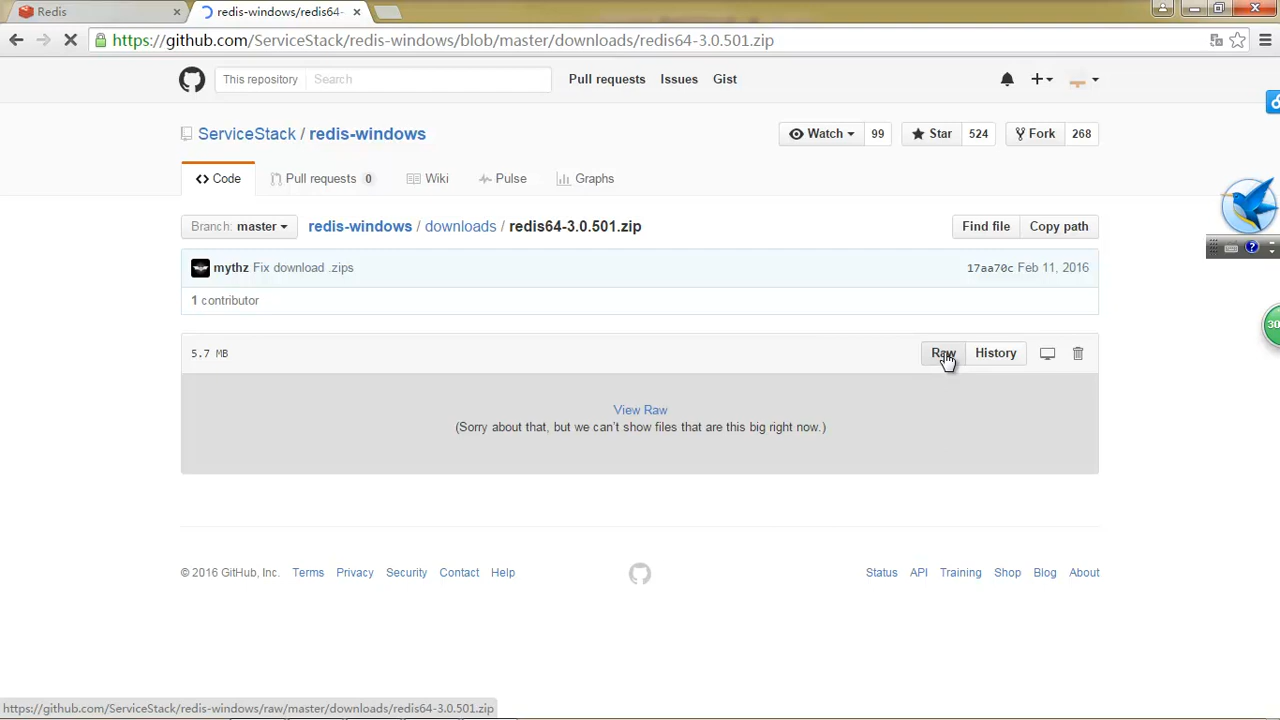 Redis
redis-windows/redis64-
https://github.com/ServiceStack/redis-windows/blob/master/downloads/redis64-3.0.501.zip
This repository Search Pull requests Issues Gist
ServiceStack / redis-windows Watch 99 Star 524 Fork 268
Code Pull requests 0 Wiki Pulse Graphs
Branch: master redis-windows / downloads / redis64-3.0.501.zip Find file Copy path
mythz Fix download .zips 17aa70c Feb 11, 2016
1 contributor
5.7 MB Raw History
View Raw
(Sorry about that, but we can't show files that are this big right now.)
© 2016 GitHub, Inc. Terms Privacy Security Contact Help Status API Training Shop Blog About
https://github.com/ServiceStack/redis-windows/raw/master/downloads/redis64-3.0.501.zip
30